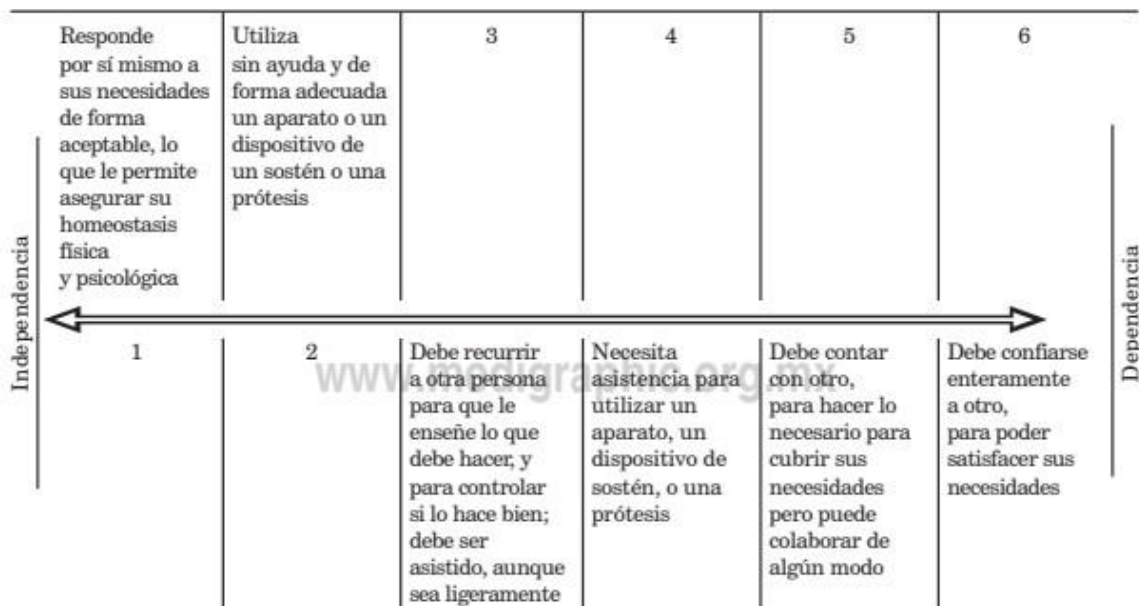 Independencia
Responde
por sí mismo a
sus necesidades
de forma
aceptable, lo
que le permite
asegurar su
homeostasis
física
y psicológica
1
Utiliza
sin ayuda y de
forma adecuada
un aparato o un
dispositivo de
un sostén o una
prótesis
2
3
Debe recurrir
a otra persona
para que le
enseñe lo que
debe hacer, y
para controlar
si lo hace bien;
debe ser
asistido, aunque
sea ligeramente
4
Necesita
asistencia para
utilizar un
aparato, un
dispositivo de
sostén, o una
prótesis
5
Debe contar
con otro,
para hacer lo
necesario para
cubrir sus
necesidades
pero puede
colaborar de
algún modo
6
Debe confiarse
enteramente
a otro,
para poder
satisfacer sus
necesidades
Dependencia
www.medigraphic.org.mx